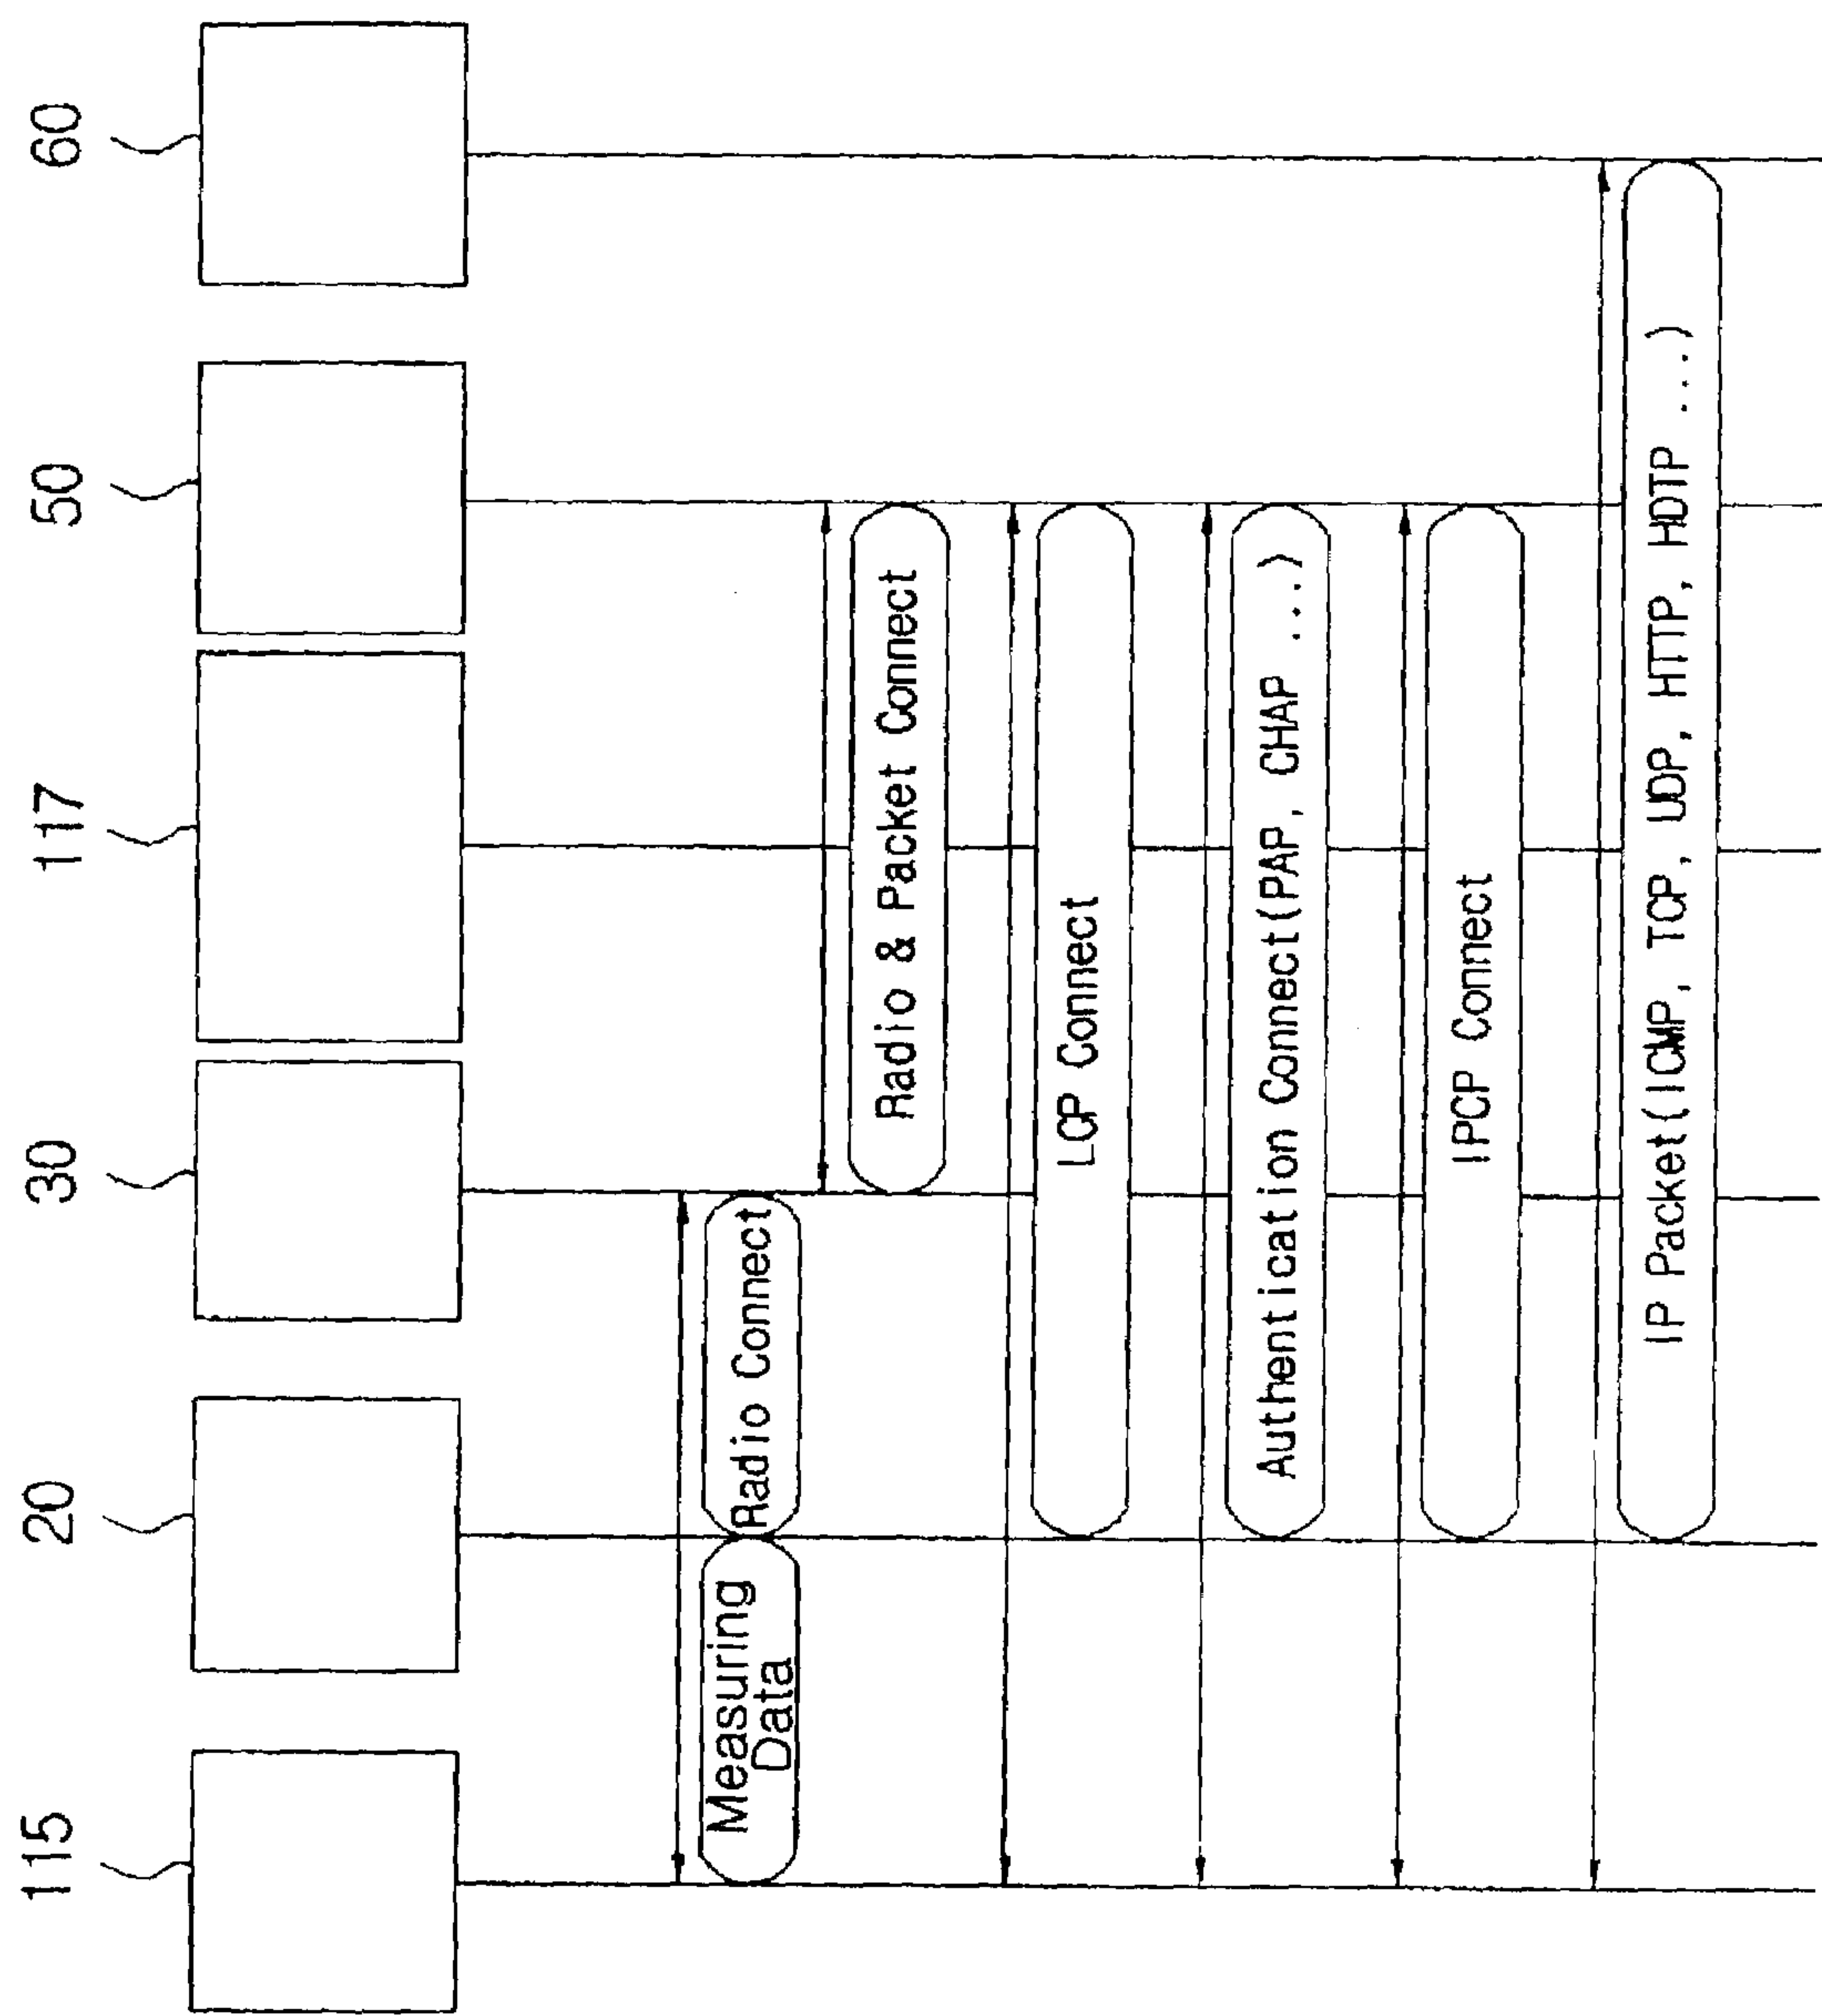 115
20
30
117
50
60
Measuring
Data
Radio Connect
Radio & Packet Connect
LCP Connect
Authentication Connect(PAP, CHAP ...)
IPCP Connect
IP Packet(ICMP, TCP, UDP, HTTP, HDTP ...)